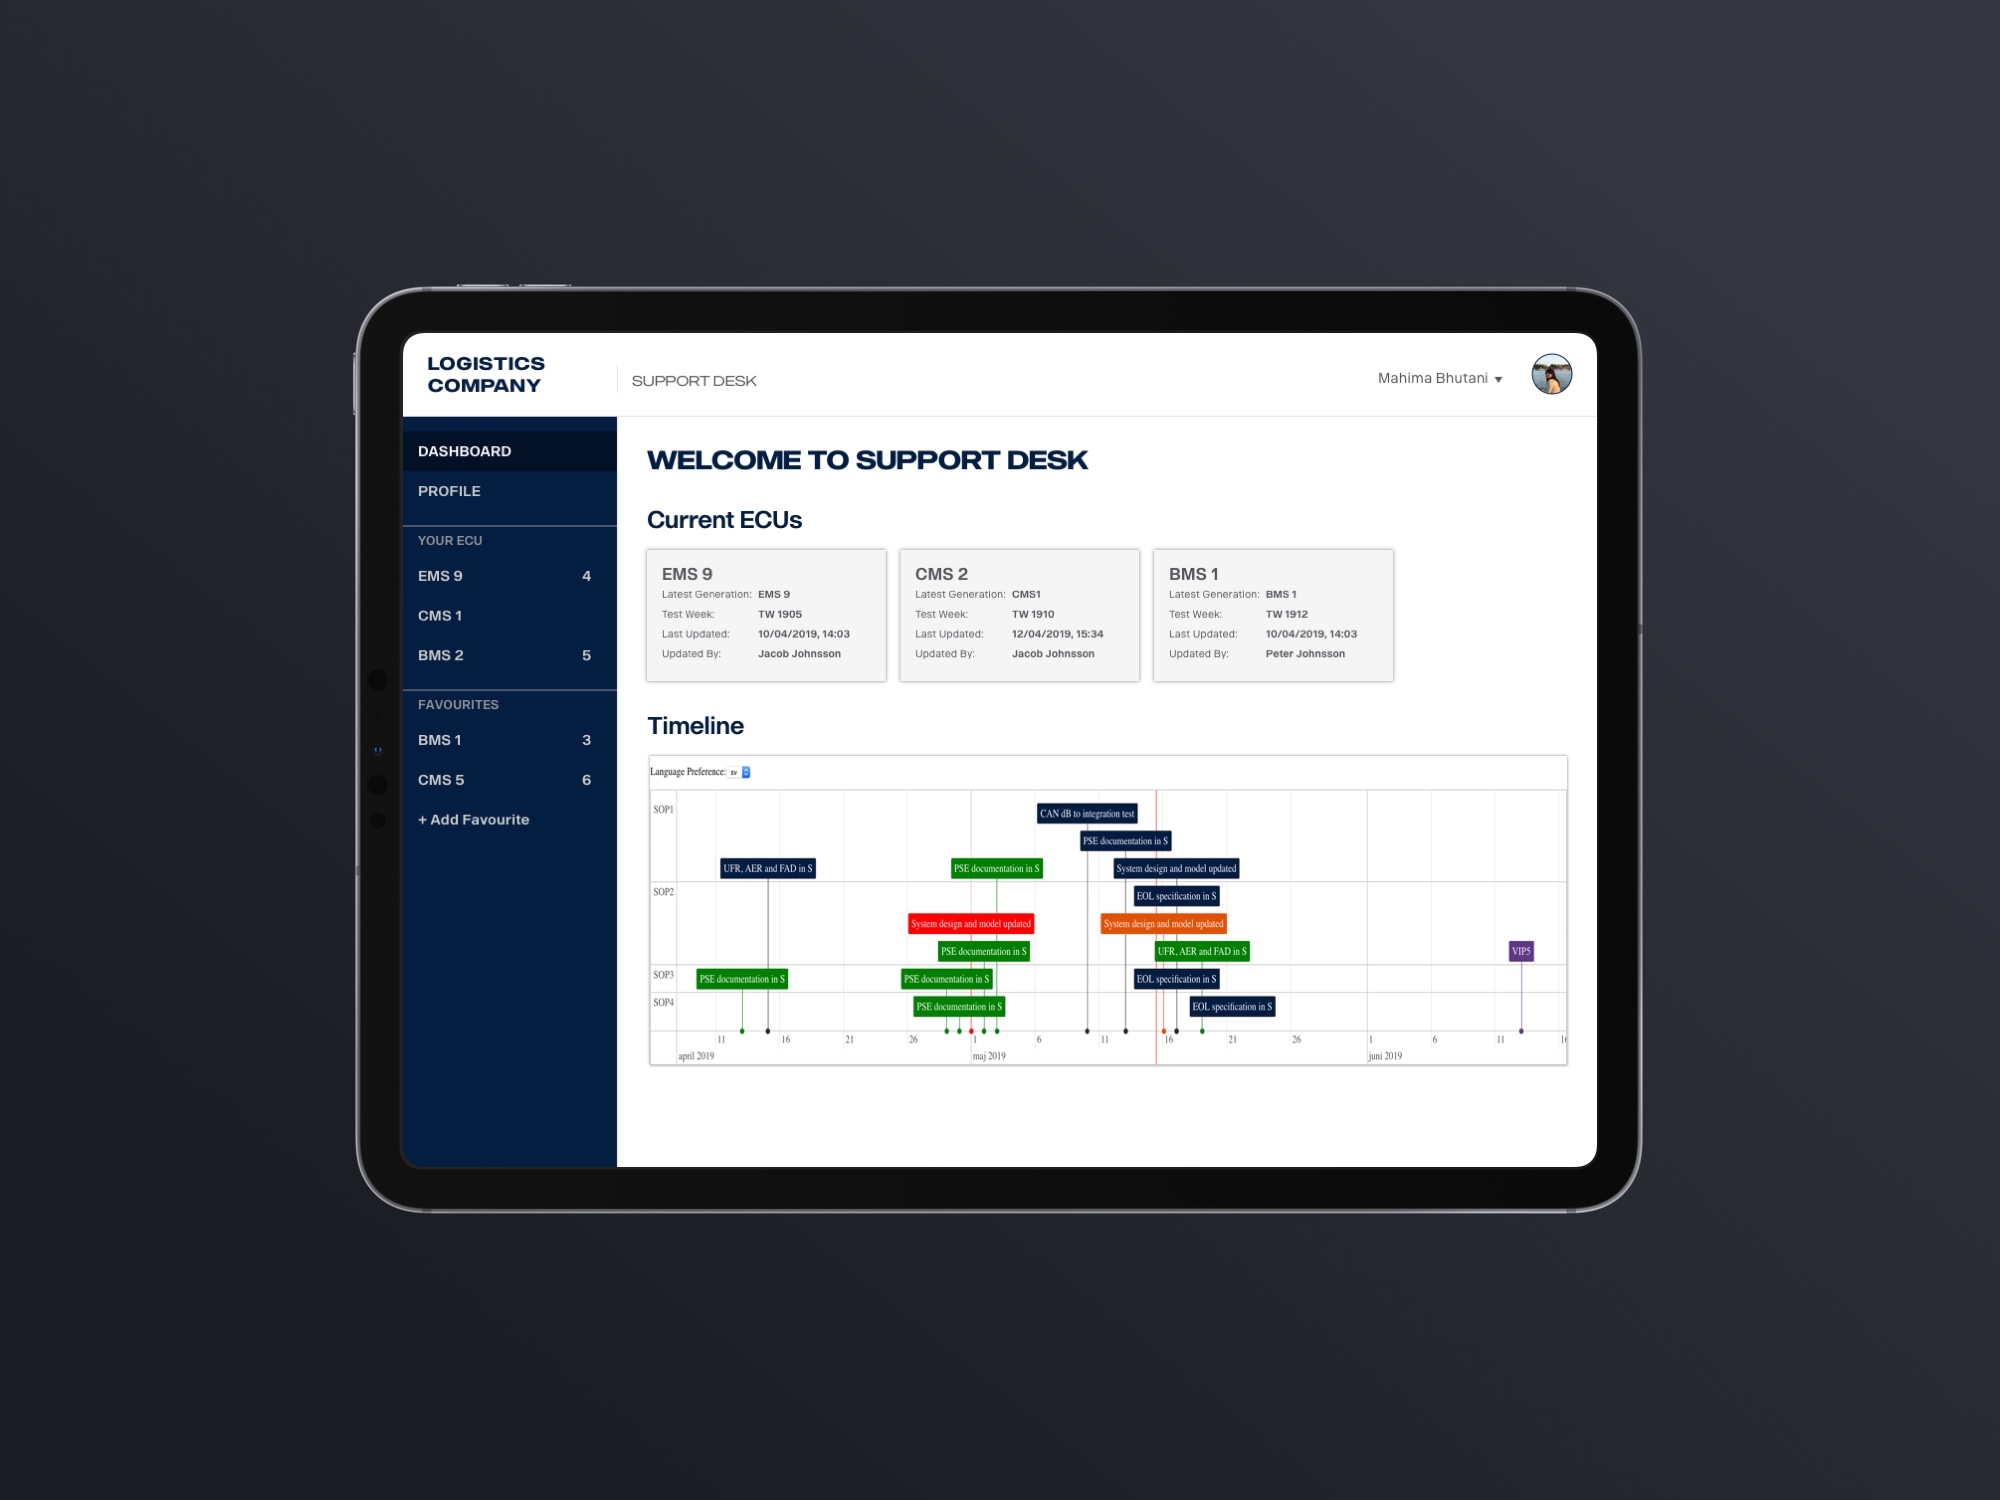 LOGISTICS
COMPANY
SUPPORT DESK
Mahima Bhutani
DASHBOARD
PROFILE
YOUR ECU
EMS 9 4
CMS 1
BMS 2 5
FAVOURITES
BMS 1 3
CMS 5 6
+ Add Favourite
WELCOME TO SUPPORT DESK
Current ECUs
EMS 9
Latest Generation: EMS 9
Test Week: TW 1905
Last Updated: 10/04/2019, 14:03
Updated By: Jacob Johnsson
CMS 2
Latest Generation: CMS1
Test Week: TW 1910
Last Updated: 12/04/2019, 15:34
Updated By: Jacob Johnsson
BMS 1
Latest Generation: BMS 1
Test Week: TW 1912
Last Updated: 10/04/2019, 14:03
Updated By: Peter Johnsson
Timeline
Language Preference: sv
SOP1
CAN dB to integration test
PSE documentation in S
UFR, AER and FAD in S
PSE documentation in S
System design and model updated
SOP2
EOL specification in S
System design and model updated
System design and model updated
PSE documentation in S
UFR, AER and FAD in S
VIP5
SOP3
PSE documentation in S
PSE documentation in S
EOL specification in S
SOP4
PSE documentation in S
EOL specification in S
11 16 21 26 1 6 11 16 21 26 6 11 16
april 2019 maj 2019 juni 2019